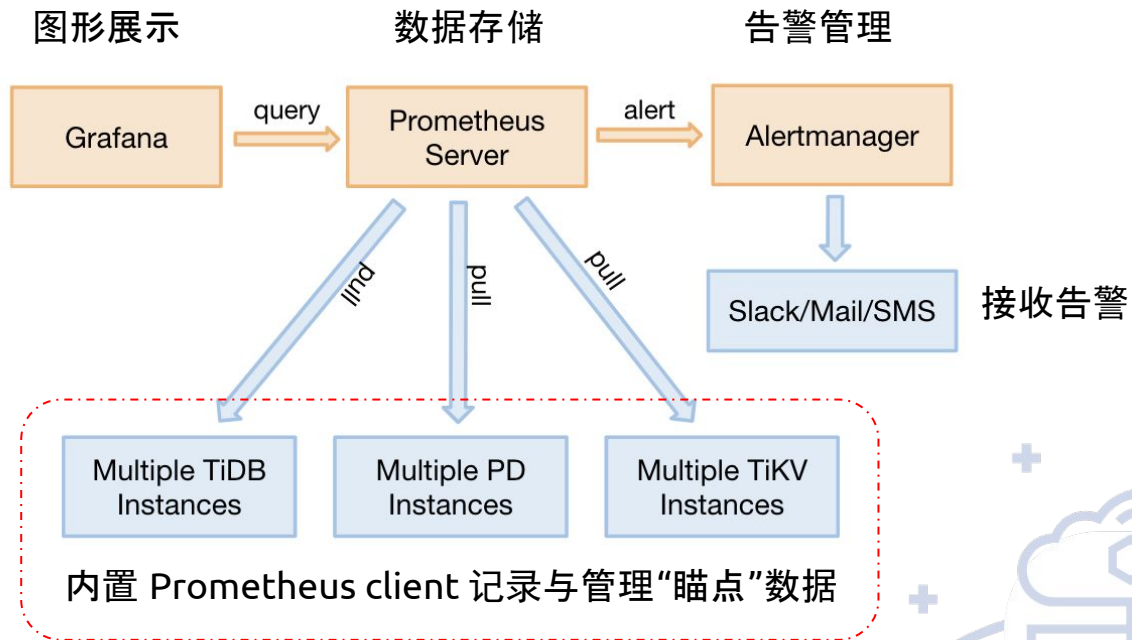 图形展示
数据存储
告警管理
query
alert
Grafana
Prometheus
Server
Alertmanager
pull
pull
pull
Slack/Mail/SMS
接收告警
Multiple TiDB
Instances
Multiple PD
Instances
Multiple TiKV
Instances
内置 Prometheus client 记录与管理“瞄点”数据